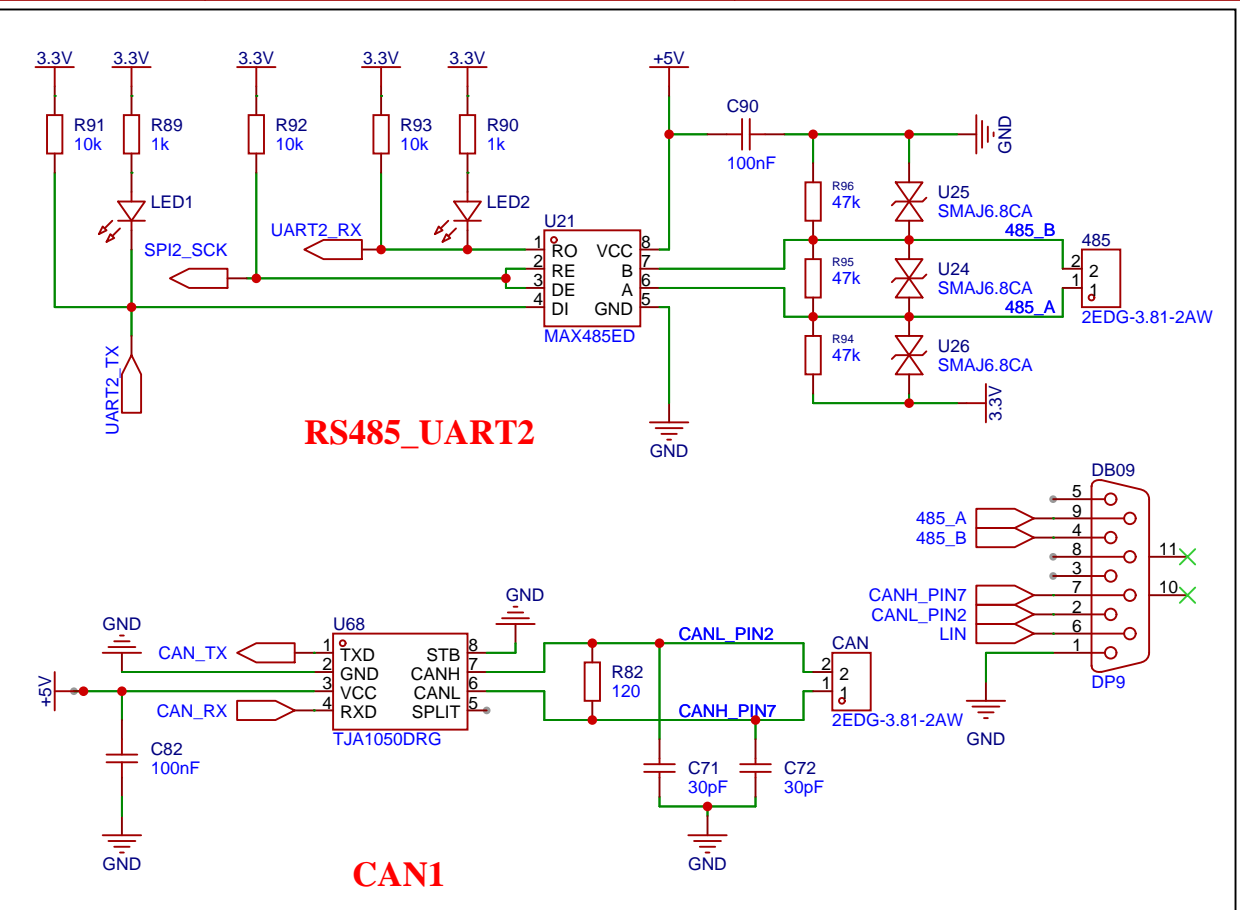 3.3V 3.3V 3.3V 3.3V 3.3V +5V
R91 10k
R89 1k
R92 10k
R93 10k
R90 1k
C90
100nF
GND
LED1
LED2
SPI2_SCK
UART2_RX
UART2_TX
U21
1 RO VCC 8
2 RE B 7
3 DE A 6
4 DI GND 5
MAX485ED
GND
R96
47k
R95
47k
R94
47k
U25
SMAJ6.8CA
485_B
U24
SMAJ6.8CA
485_A
U26
SMAJ6.8CA
3.3V
485
2 2
1 1
2EDG-3.81-2AW
RS485_UART2
DB09
5
485_A 9
485_B 4
8 11
3
CANH_PIN7 7 10
CANL_PIN2 2
LIN 6
1
DP9
GND
GND
GND
CAN_TX
+5V
CAN_RX
U68
1 TXD STB 8
2 GND CANH 7
3 VCC CANL 6
4 RXD SPLIT 5
TJA1050DRG
C82
100nF
GND
CANL_PIN2
R82
120
CANH_PIN7
CAN
2 2
1 1
2EDG-3.81-2AW
C71
30pF
C72
30pF
GND
CAN1